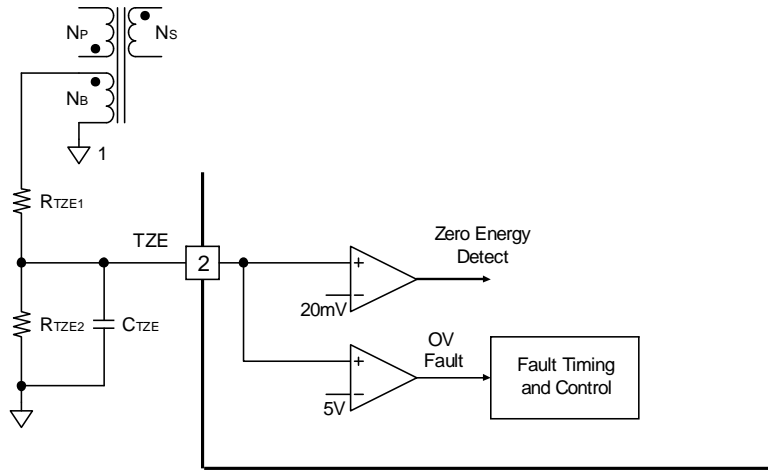 NP
NS
NB
1
RTZE1
TZE
2
Zero Energy
Detect
+
−
20mV
RTZE2
CTZE
OV
Fault
+
−
5V
Fault Timing
and Control